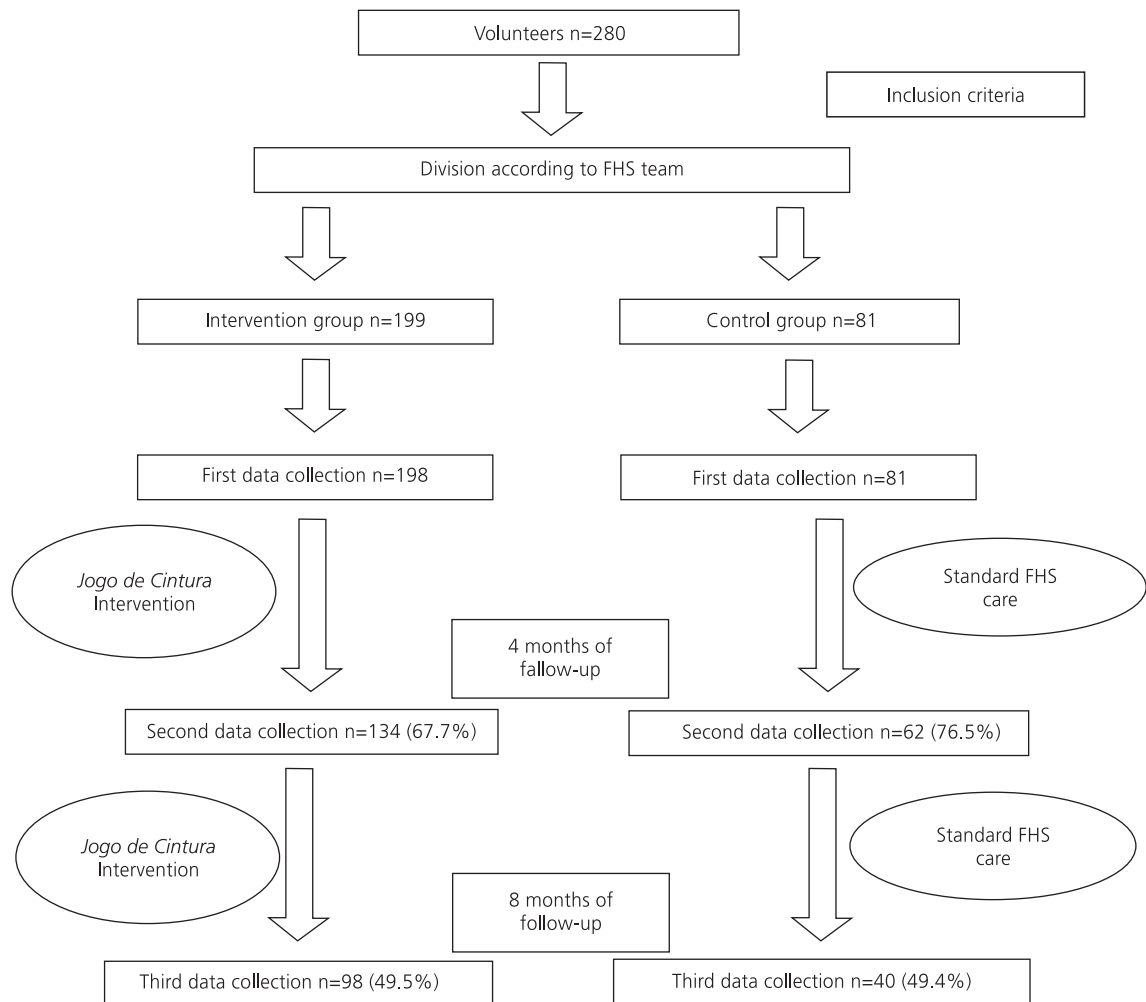 Volunteers n=280
Inclusion criteria
Division according to FHS team
Intervention group n=199
Control group n=81
First data collection n=198
First data collection n=81
Jogo de Cintura
Intervention
Standard FHS
care
4 months of
fallow-up
Second data collection n=134 (67.7%)
Second data collection n=62 (76.5%)
Jogo de Cintura
Intervention
Standard FHS
care
8 months of
follow-up
Third data collection n=98 (49.5%)
Third data collection n=40 (49.4%)